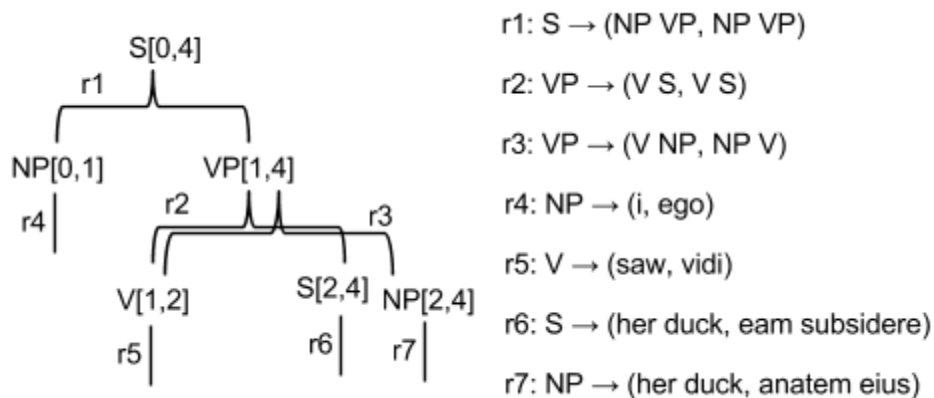 S[0,4]
r1
NP[0,1]
VP[1,4]
r4
r2
r3
V[1,2]
S[2,4]
NP[2,4]
r5
r6
r7
r1: S → (NP VP, NP VP)
r2: VP → (V S, V S)
r3: VP → (V NP, NP V)
r4: NP → (i, ego)
r5: V → (saw, vidi)
r6: S → (her duck, eam subsidere)
r7: NP → (her duck, anatem eius)